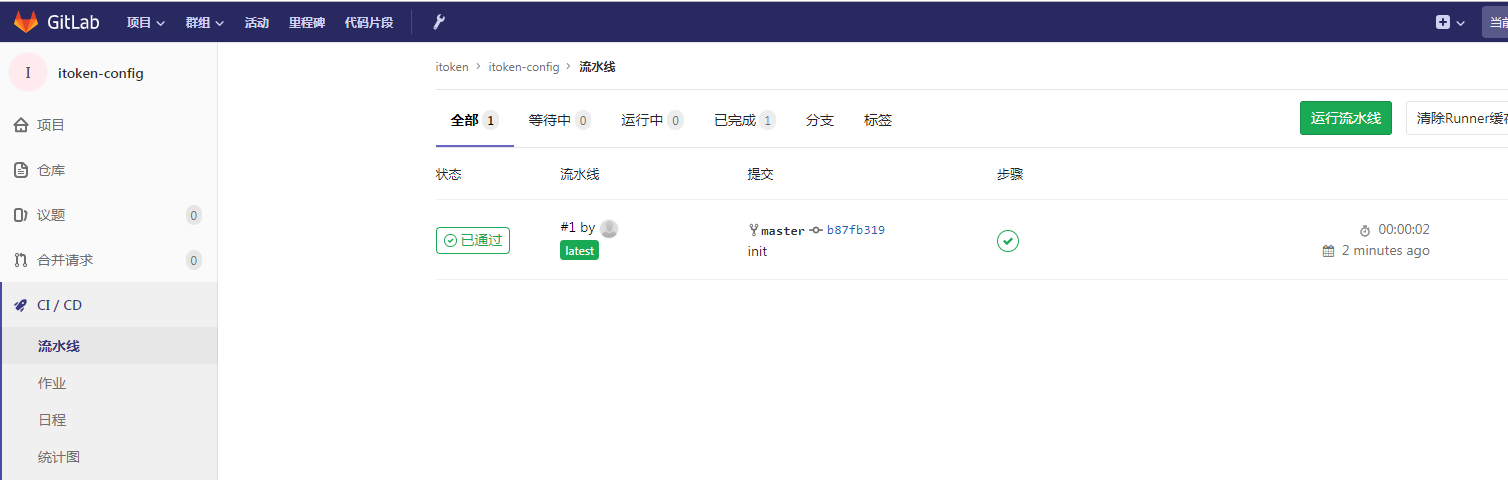 GitLab 项目 群组 活动 里程碑 代码片段 当前
I itoken-config
项目
仓库
议题 0
合并请求 0
CI / CD
流水线
作业
日程
统计图
itoken › itoken-config › 流水线
全部 1 等待中 0 运行中 0 已完成 1 分支 标签 运行流水线 清除Runner缓存
状态 流水线 提交 步骤
已通过 #1 by master b87fb319 00:00:02
latest init 2 minutes ago